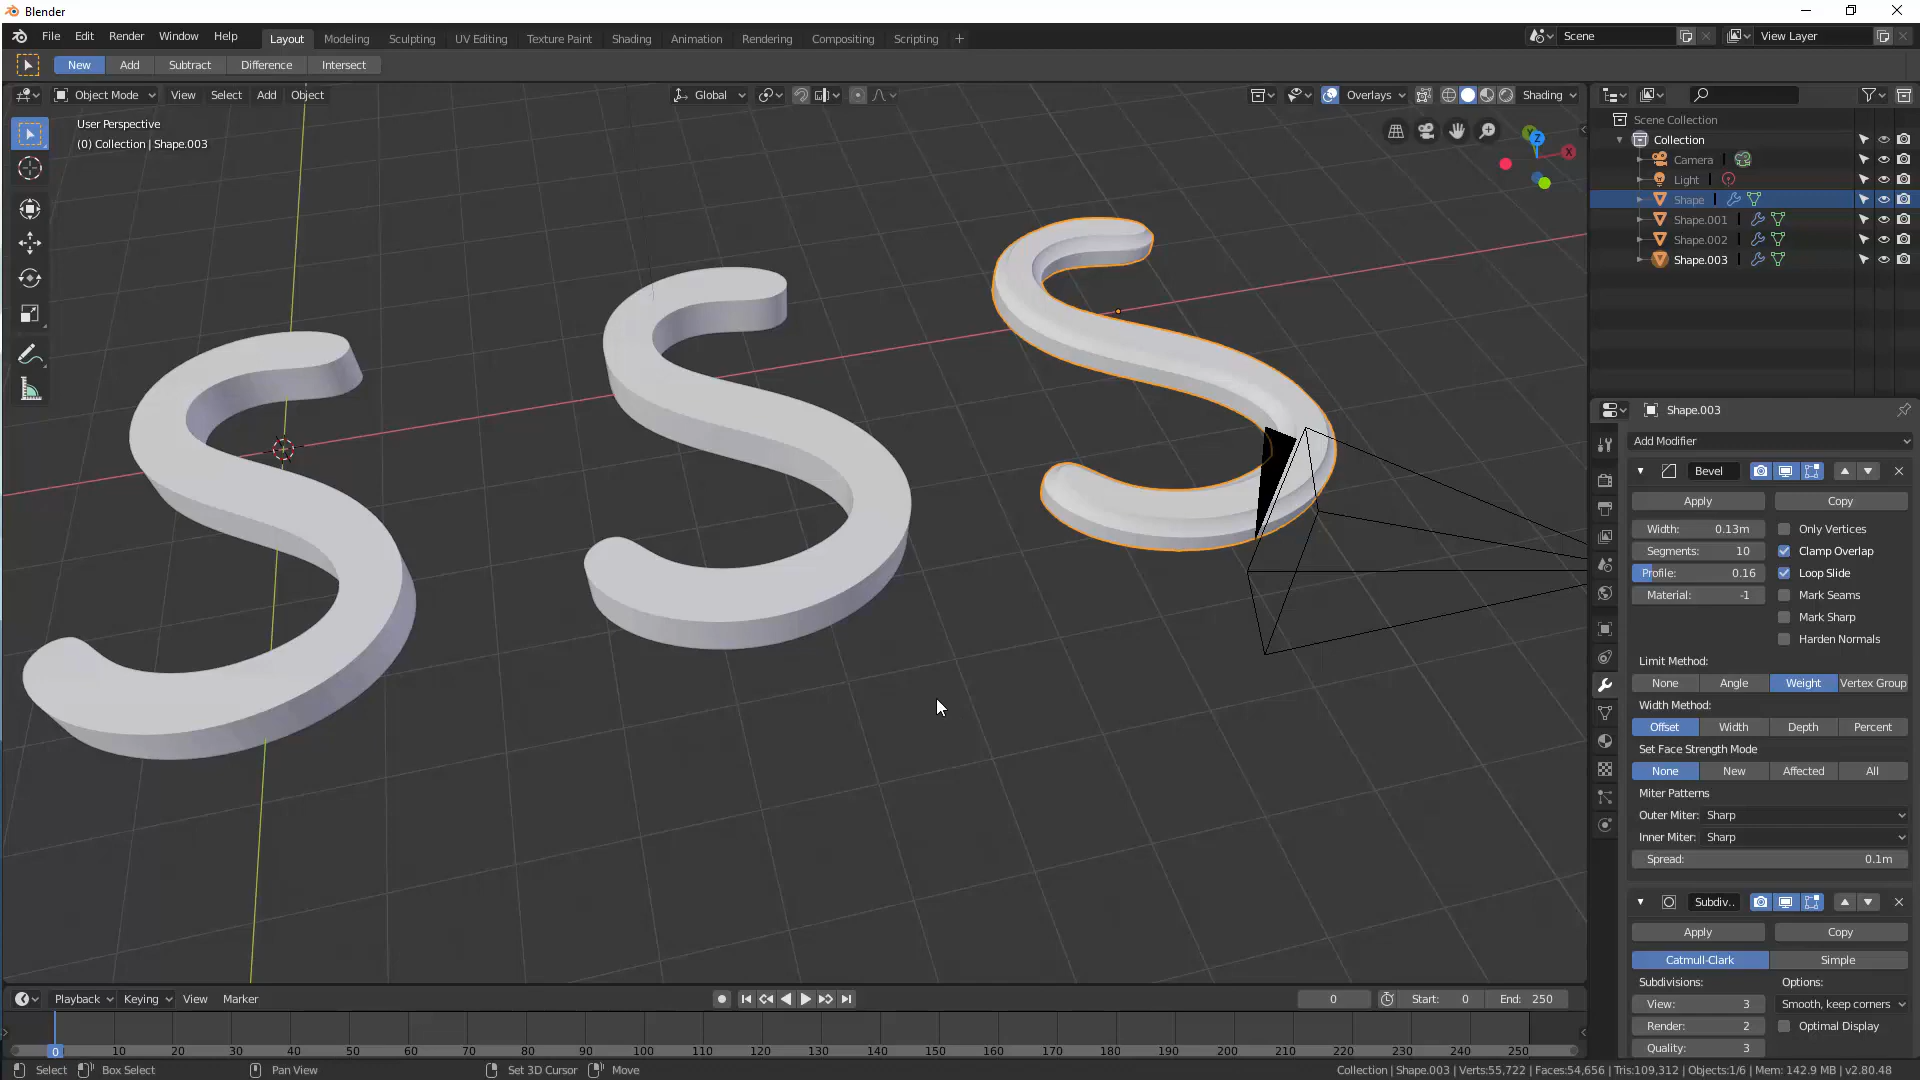 Blender
File Edit Render Window Help
Layout Modeling Sculpting UV Editing Texture Paint Shading Animation Rendering Compositing Scripting +
Scene
View Layer
New Add Subtract Difference Intersect
Object Mode View Select Add Object
Global
Overlays
Shading
User Perspective
(0) Collection | Shape.003
Z
Y
X
Scene Collection
Collection
Camera
Light
Shape
Shape.001
Shape.002
Shape.003
Shape.003
Add Modifier
Bevel
Apply Copy
Width: 0.13m Only Vertices
Segments: 10 Clamp Overlap
Profile: 0.16 Loop Slide
Material: -1 Mark Seams
Mark Sharp
Harden Normals
Limit Method:
None Angle Weight Vertex Group
Width Method:
Offset Width Depth Percent
Set Face Strength Mode
None New Affected All
Miter Patterns
Outer Miter: Sharp
Inner Miter: Sharp
Spread: 0.1m
Subdiv..
Apply Copy
Catmull-Clark Simple
Subdivisions: Options:
View: 3 Smooth, keep corners
Render: 2 Optimal Display
Quality: 3
Playback Keying View Marker
0 Start: 0 End: 250
0 10 20 30 40 50 60 70 80 90 100 110 120 130 140 150 160 170 180 190 200 210 220 230 240 250
Select Box Select Pan View Set 3D Cursor Move
Collection | Shape.003 | Verts:55,722 | Faces:54,656 | Tris:109,312 | Objects:1/6 | Mem: 142.9 MB | v2.80.48